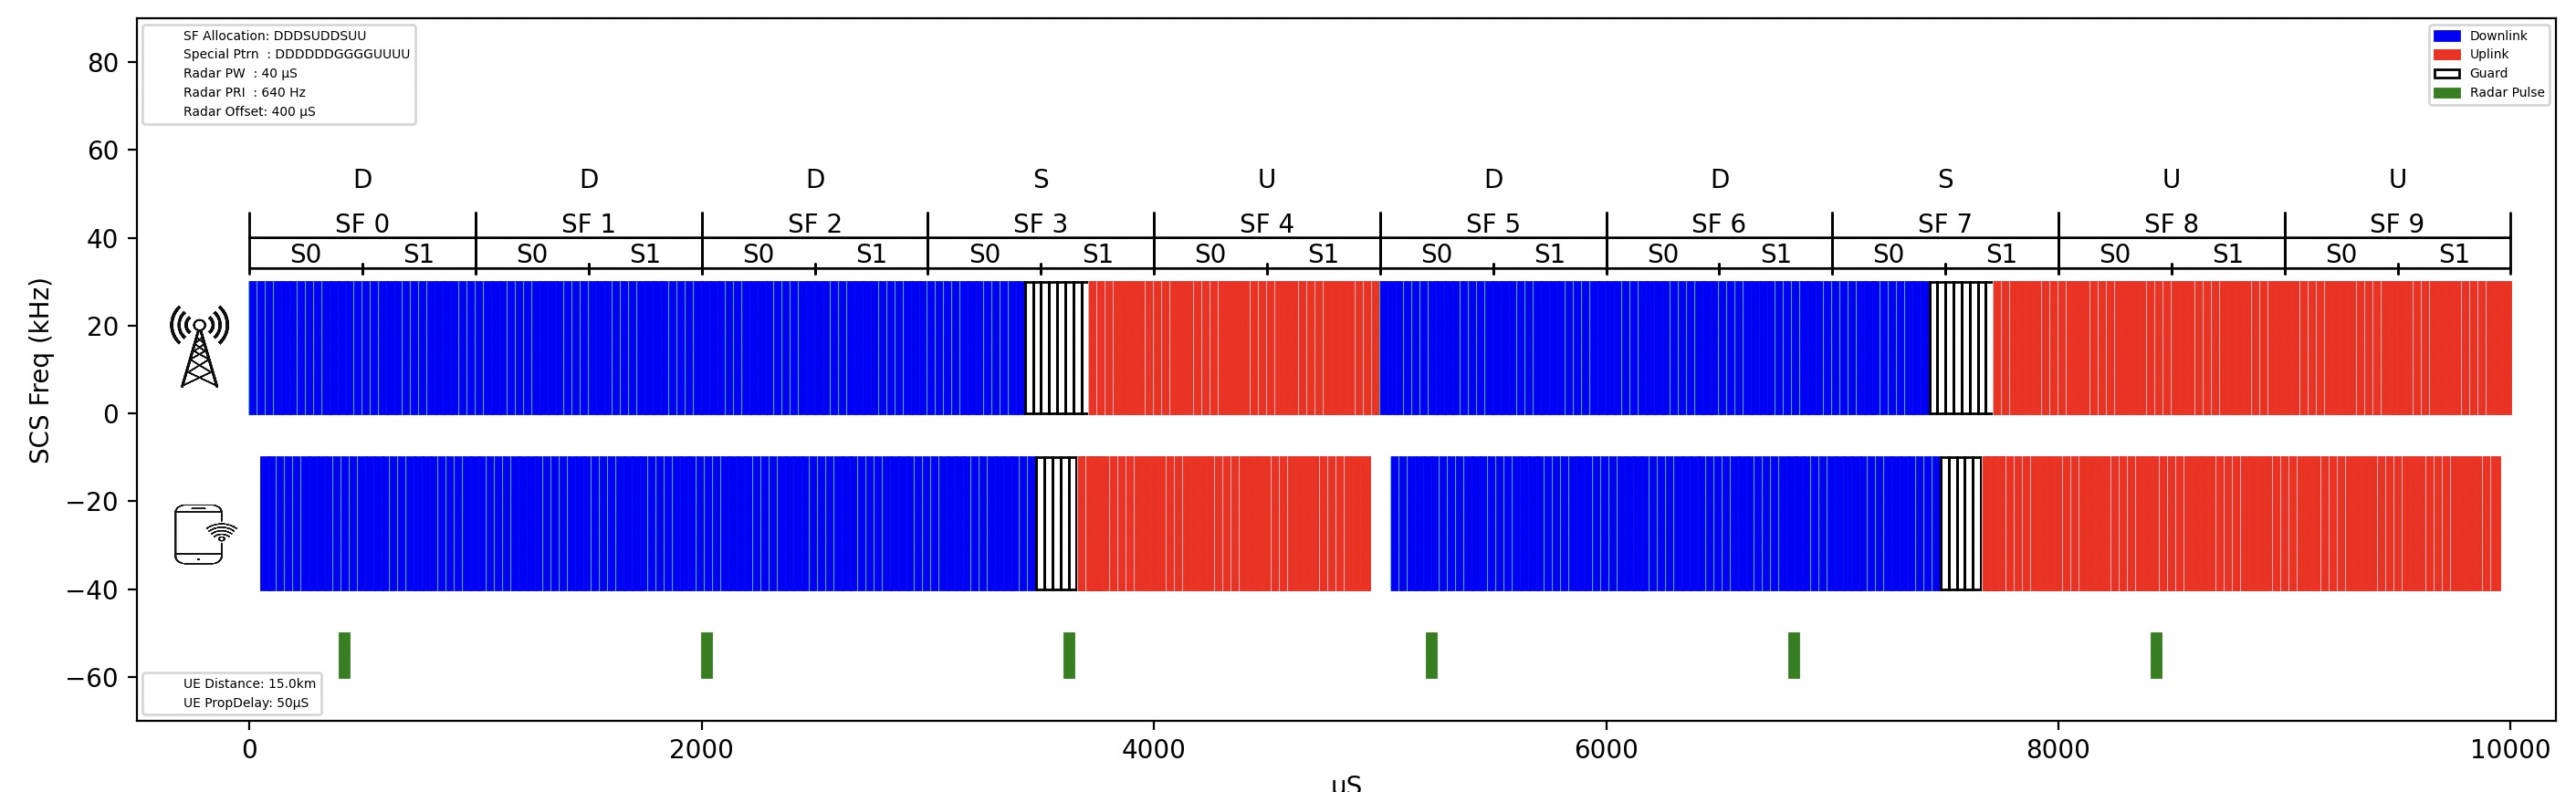 SF Allocation: DDDSUDDSUU
Special Ptrn : DDDDDDGGGGUUUU
Radar PW : 40 µS
Radar PRI : 640 Hz
Radar Offset: 400 µS
Downlink
Uplink
Guard
Radar Pulse
D D D S U D D S U U
SF 0 SF 1 SF 2 SF 3 SF 4 SF 5 SF 6 SF 7 SF 8 SF 9
S0 S1 S0 S1 S0 S1 S0 S1 S0 S1 S0 S1 S0 S1 S0 S1 S0 S1 S0 S1
80
60
40
20
0
−20
−40
−60
SCS Freq (kHz)
UE Distance: 15.0km
UE PropDelay: 50µS
0 2000 4000 6000 8000 10000
uS